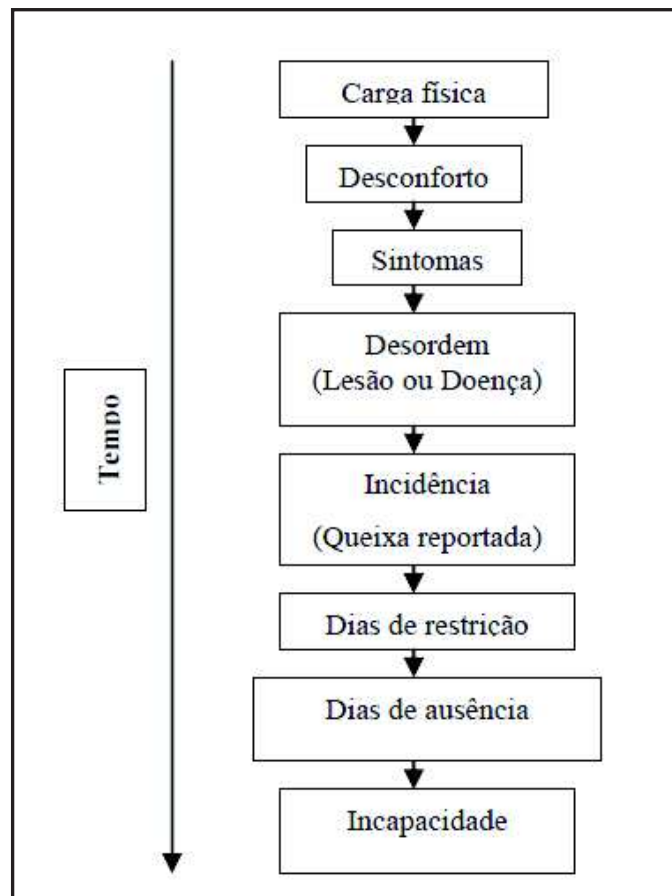 Carga física
Desconforto
Sintomas
Desordem
(Lesão ou Doença)
Incidência
(Queixa reportada)
Dias de restrição
Dias de ausência
Incapacidade
Tempo